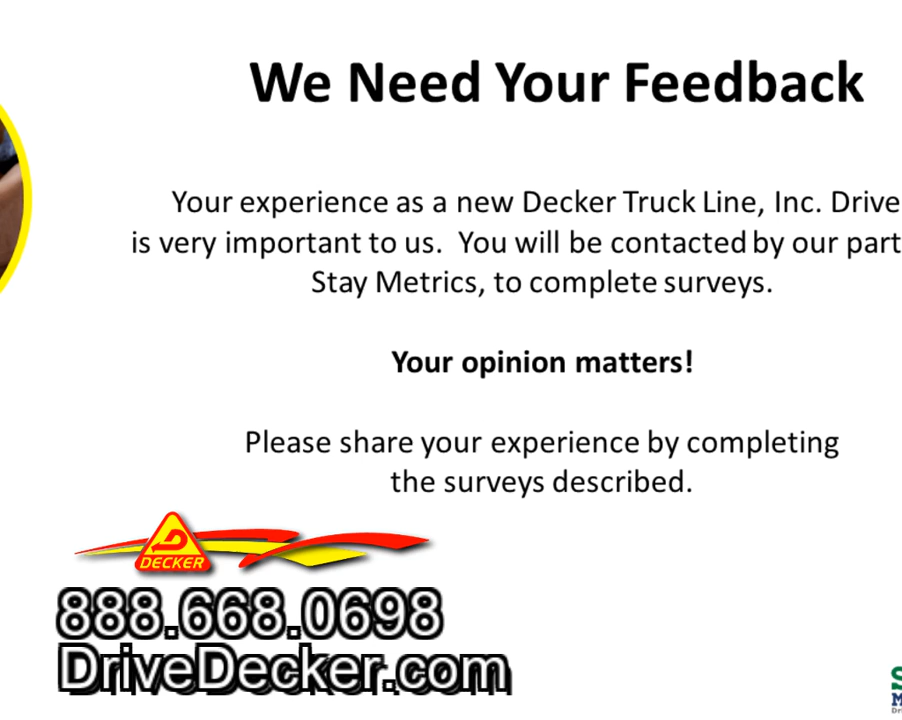 We Need Your Feedback
Your experience as a new Decker Truck Line, Inc. Drive
is very important to us. You will be contacted by our part
Stay Metrics, to complete surveys.
Your opinion matters!
Please share your experience by completing
the surveys described.
DECKER
888.668.0698
DriveDecker.com